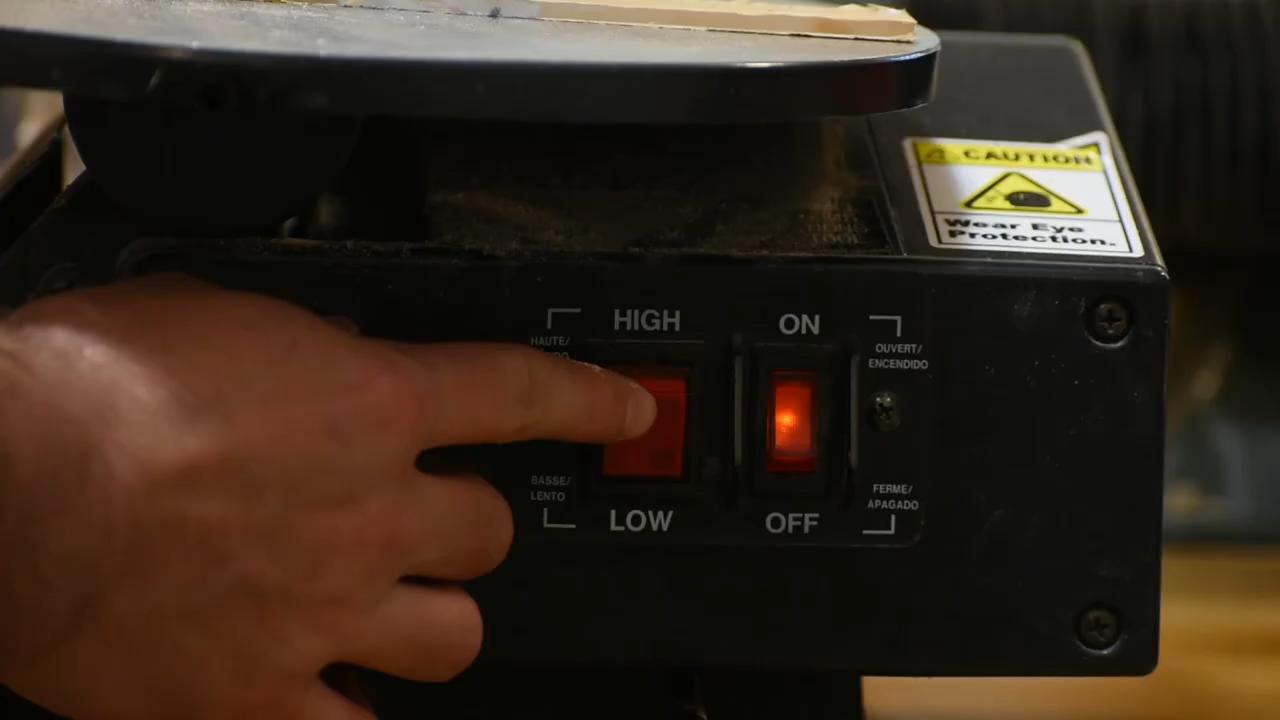 CAUTION
Wear Eye
Protection.
HIGH
ON
HAUTE/
OUVERT/
ENCENDIDO
BASSE/
LENTO
FERME/
APAGADO
LOW
OFF